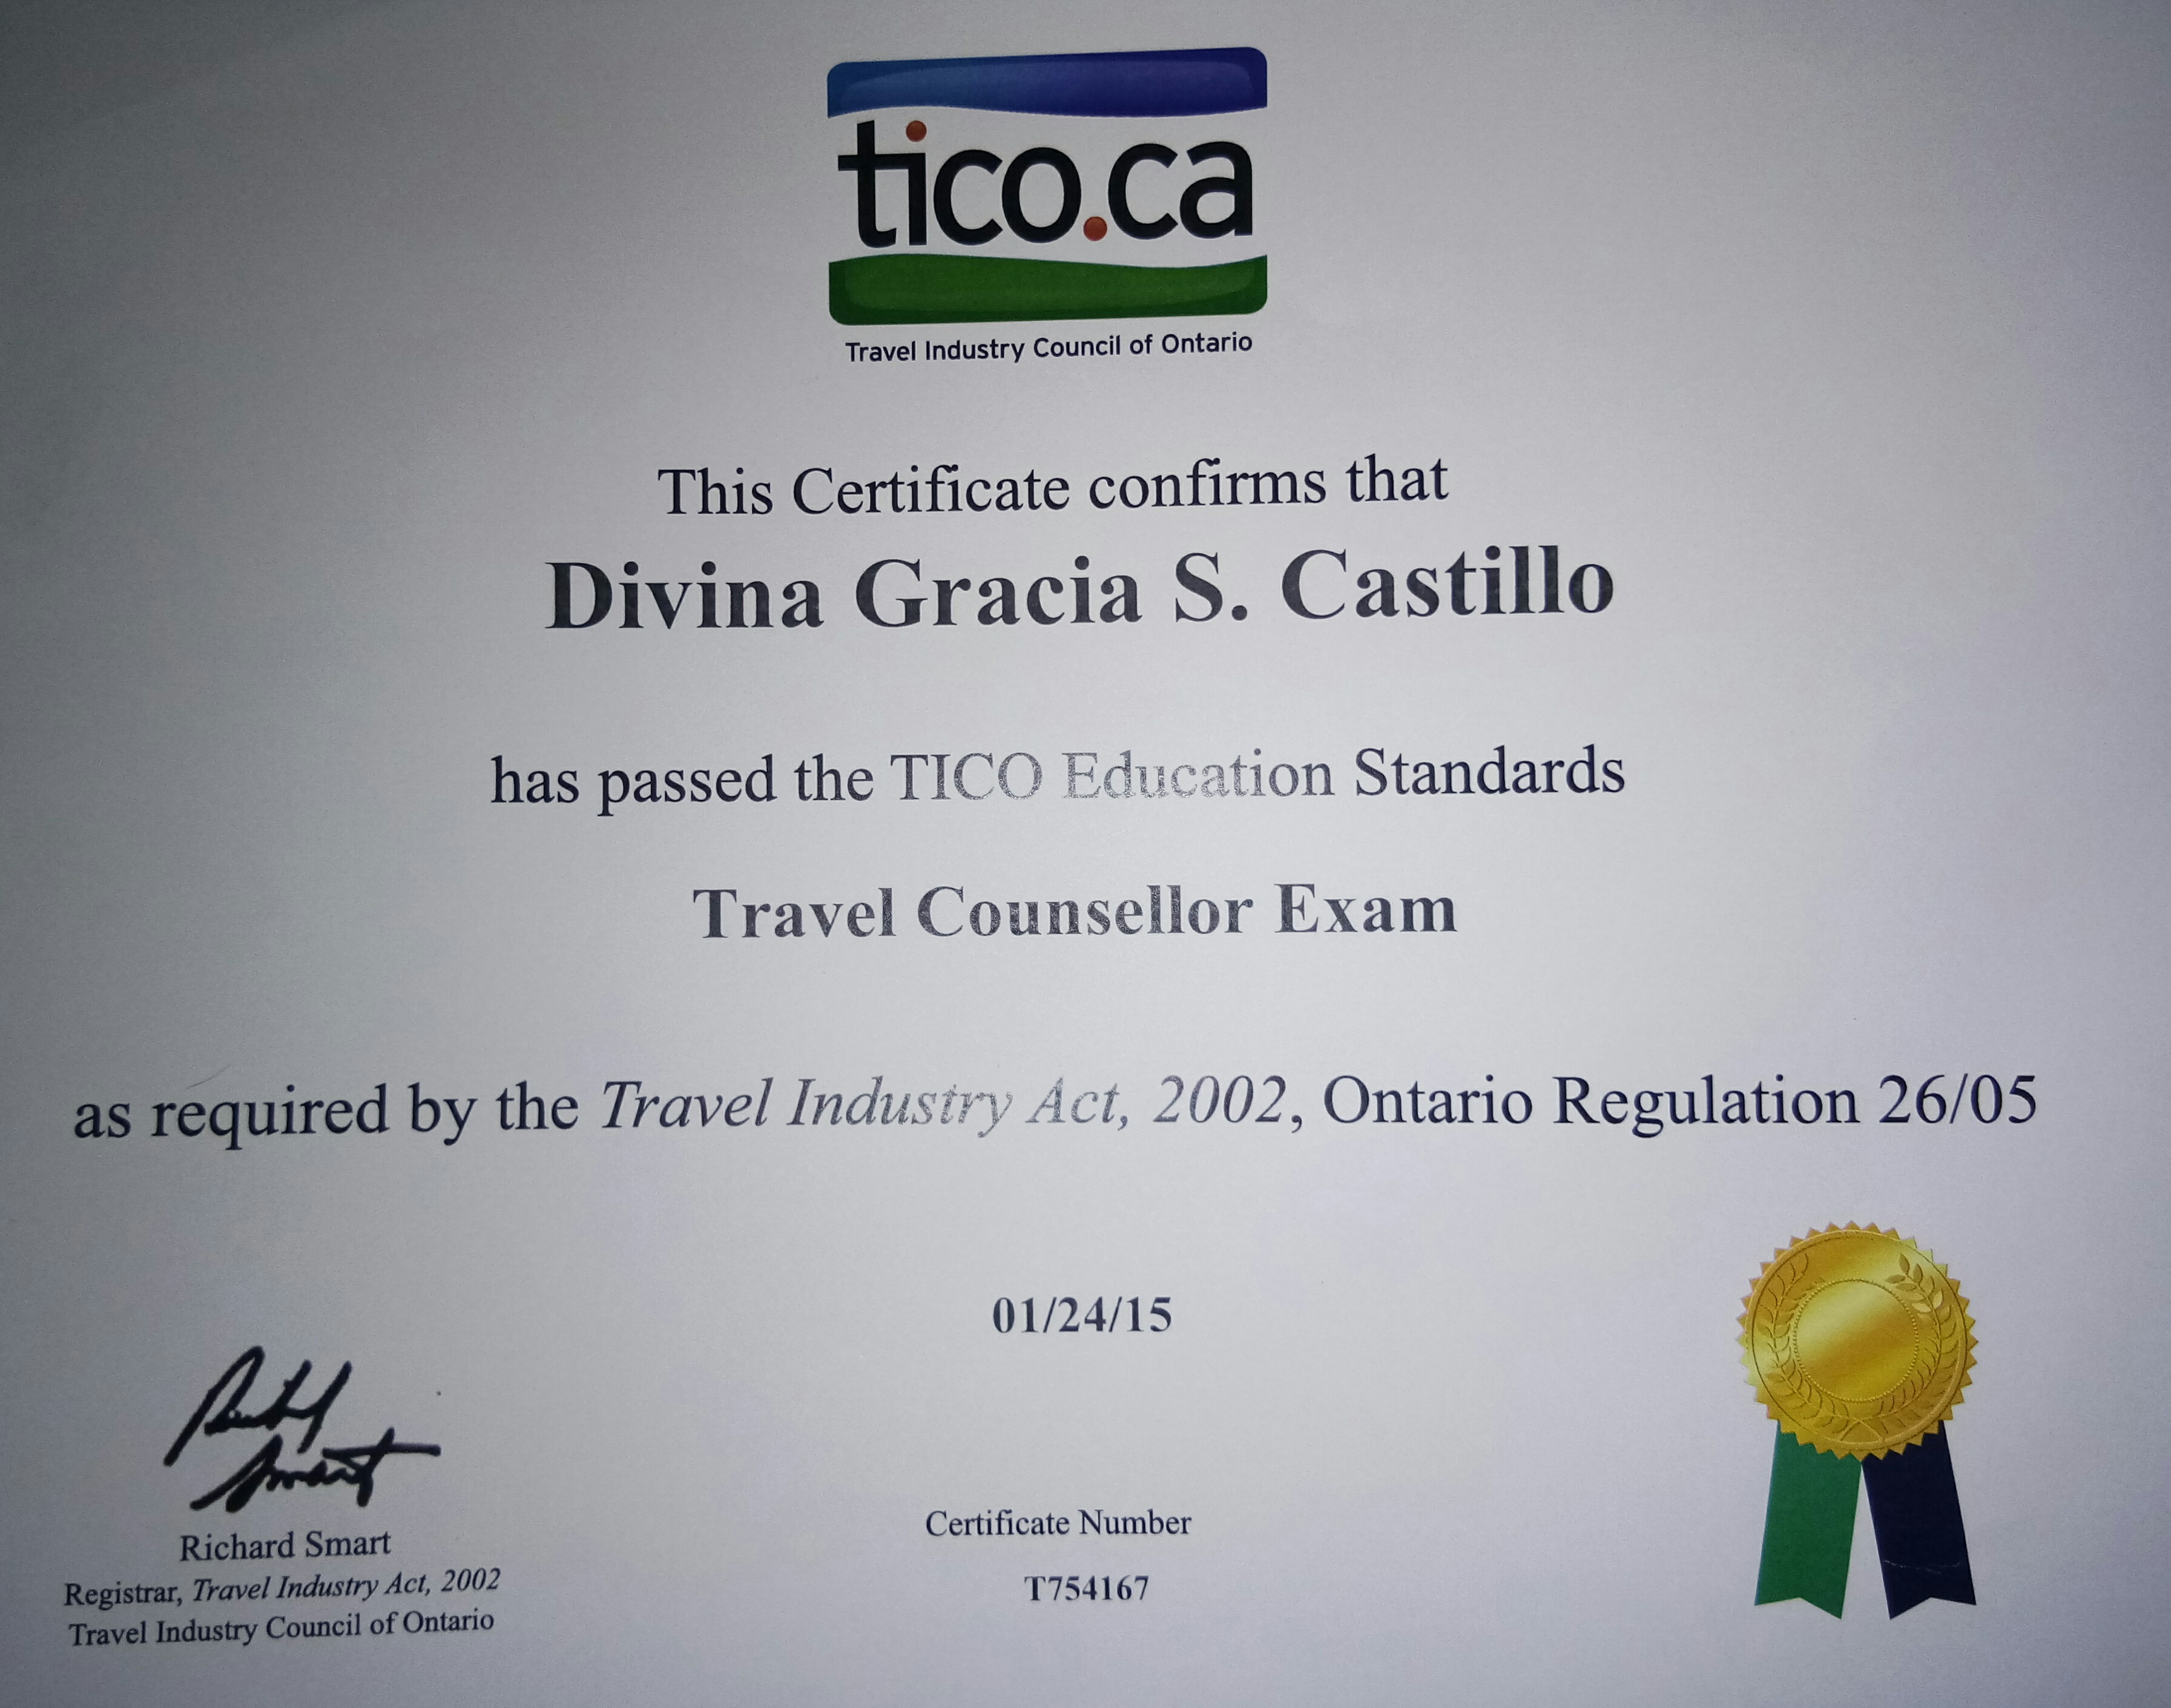 tico.ca
Travel Industry Council of Ontario
This Certificate confirms that
Divina Gracia S. Castillo
has passed the TICO Education Standards
Travel Counsellor Exam
as required by the Travel Industry Act, 2002, Ontario Regulation 26/05
01/24/15
Richard Smart
Richard Smart
Registrar, Travel Industry Act, 2002
Travel Industry Council of Ontario
Certificate Number
T754167